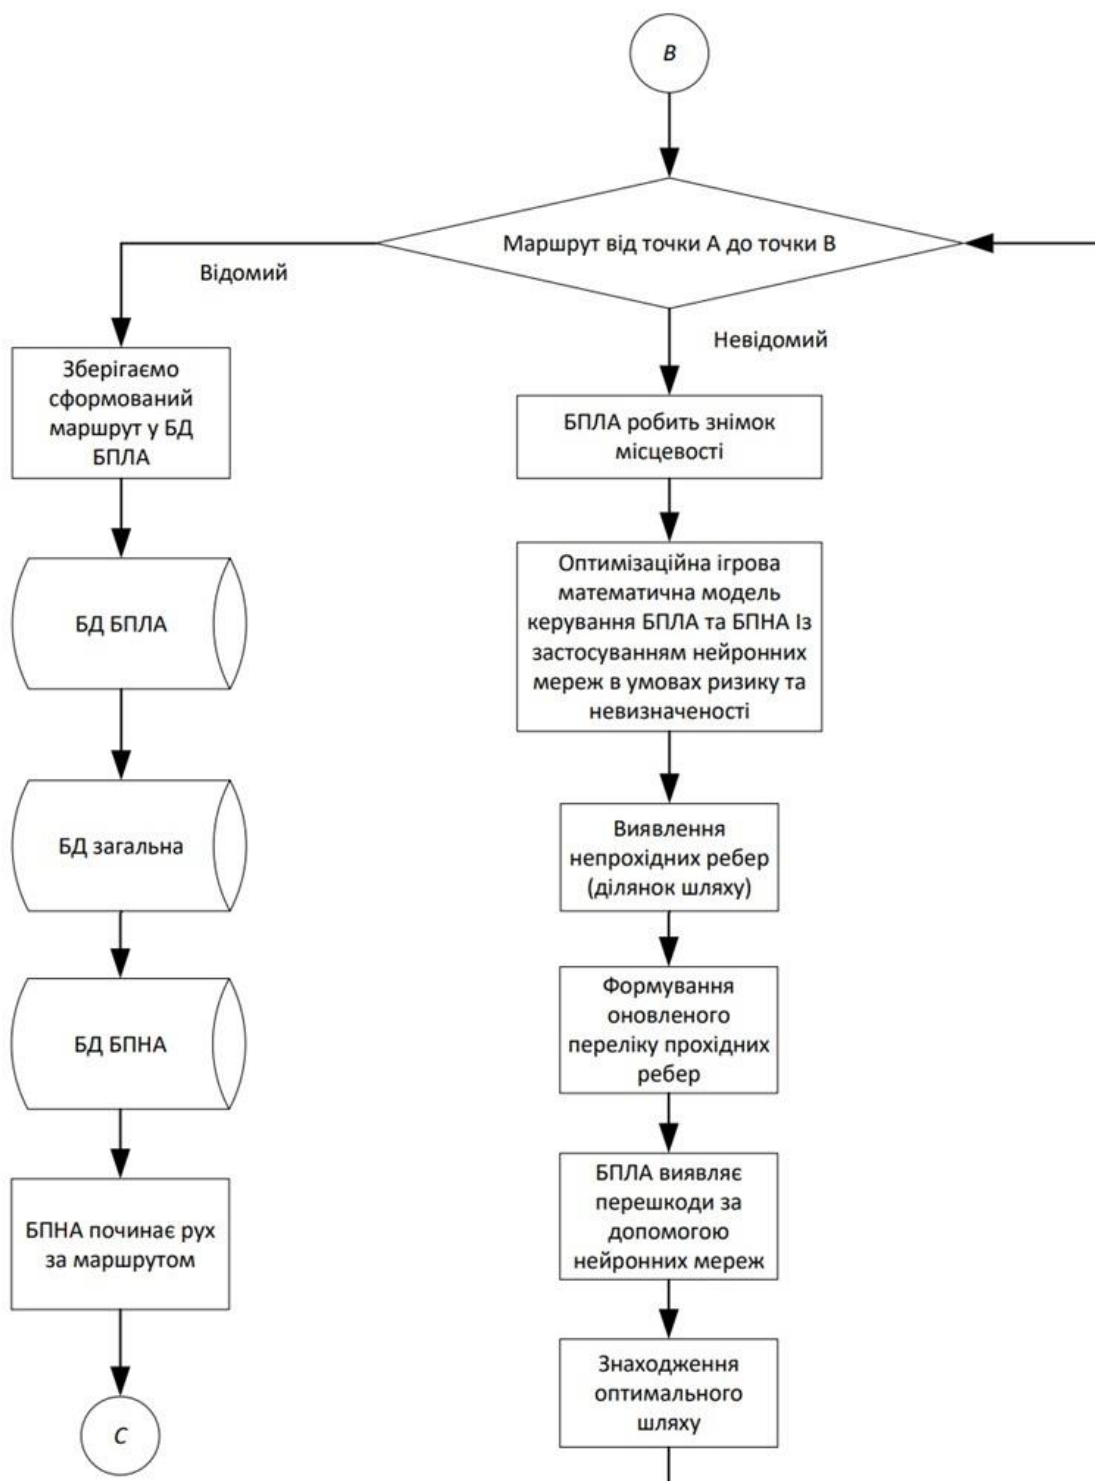 B
Маршрут від точки А до точки В
Відомий
Невідомий
Зберігаємо
сформований
маршрут у БД
БПЛА
БД БПЛА
БД загальна
БД БПНА
БПНА починає рух
за маршрутом
C
БПЛА робить знімок
місцевості
Оптимізаційна ігрова
математична модель
керування БПЛА та БПНА Із
застосуванням нейронних
мереж в умовах ризику та
невизначеності
Виявлення
непрохідних ребер
(ділянок шляху)
Формування
оновленого
переліку прохідних
ребер
БПЛА виявляє
перешкоди за
допомогою
нейронних мереж
Знаходження
оптимального
шляху